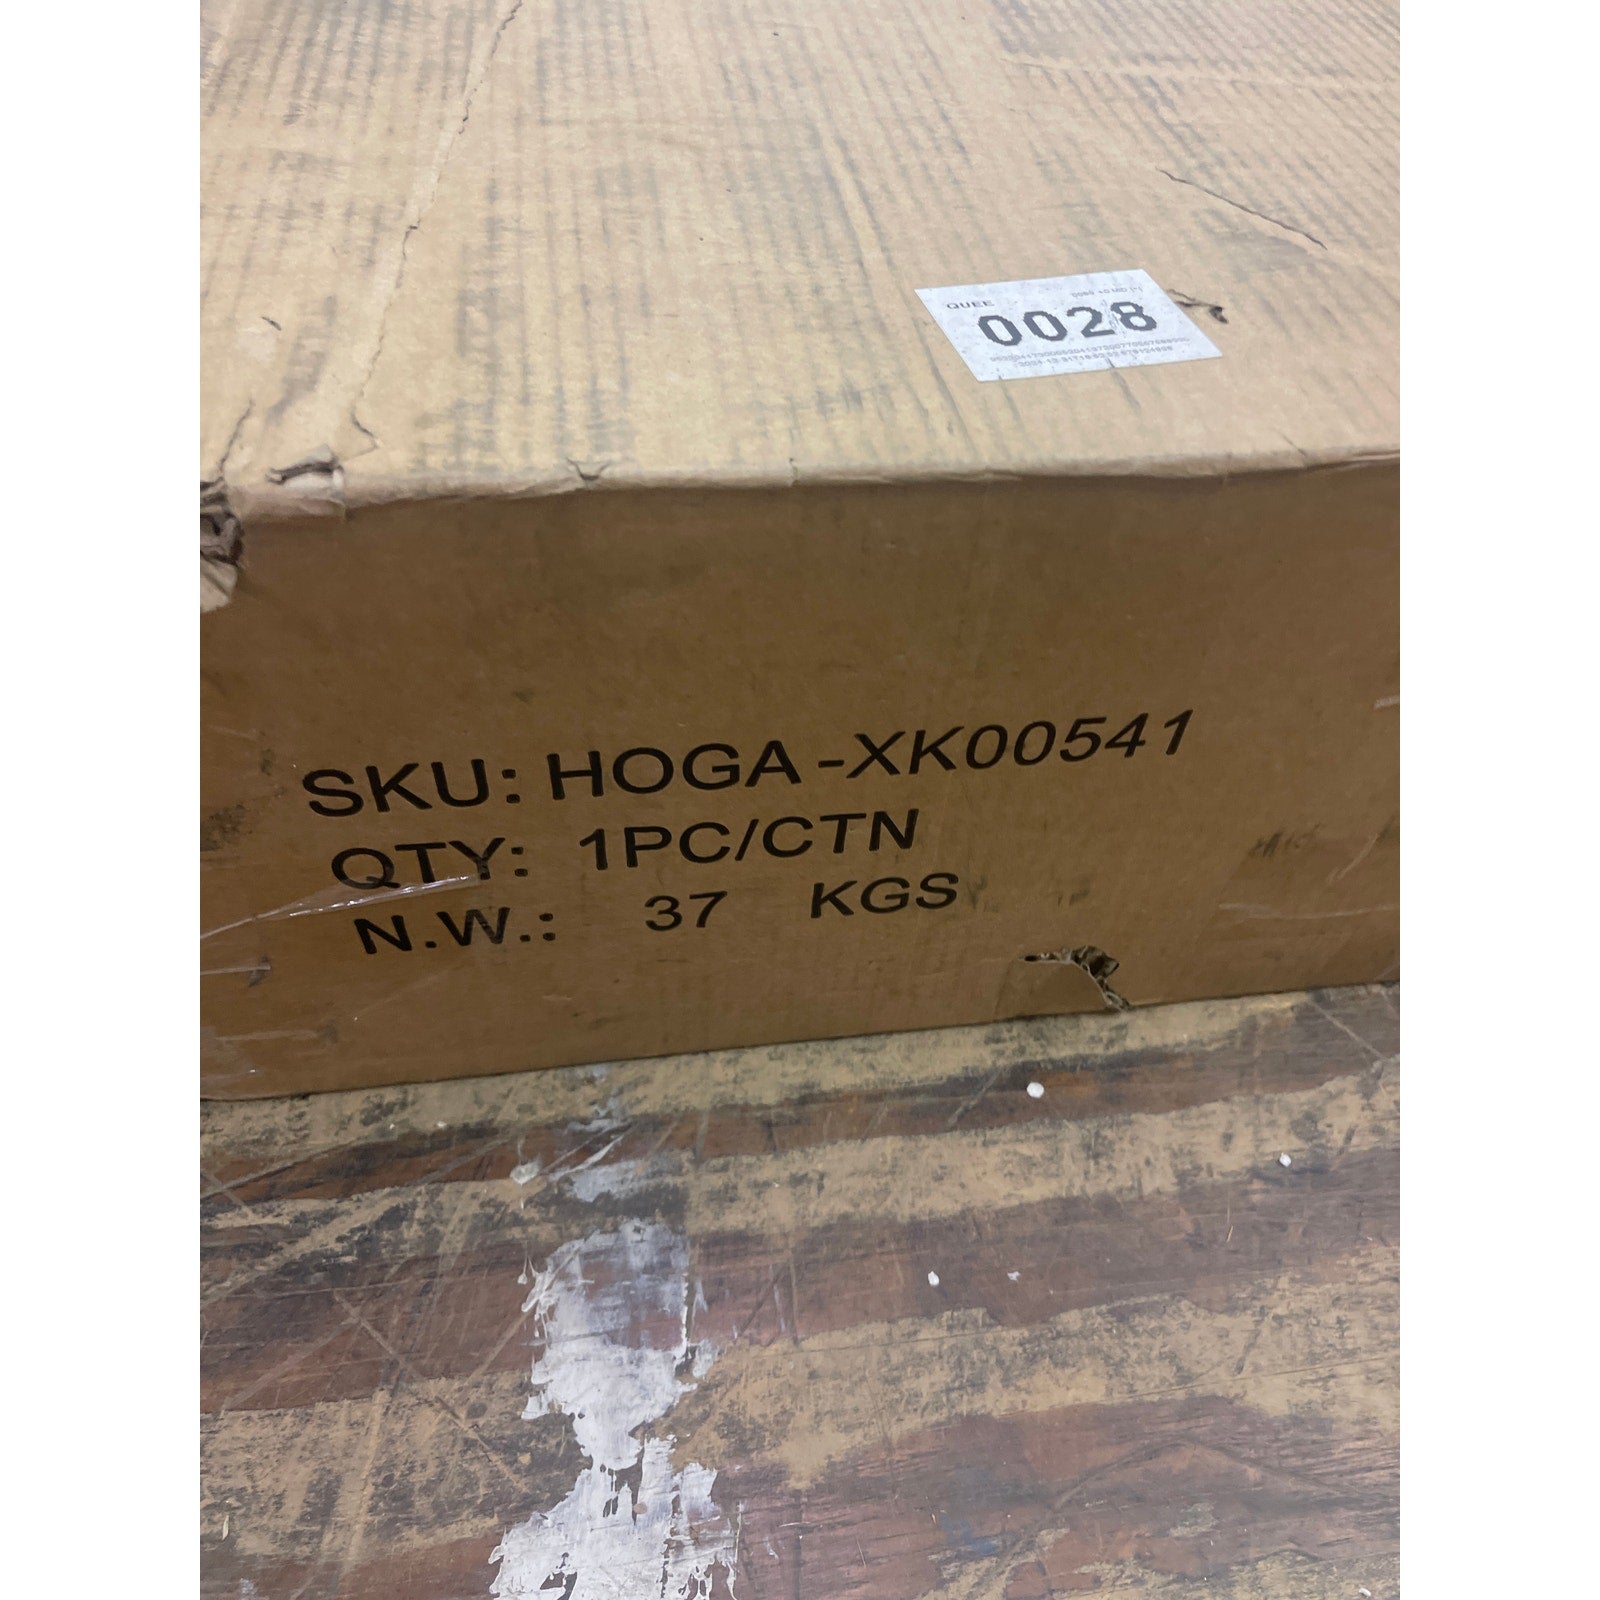 QUEE
0028
SKU: HOGA-XK00541
QTY: 1PC/CTN
N.W.: 37 KGS